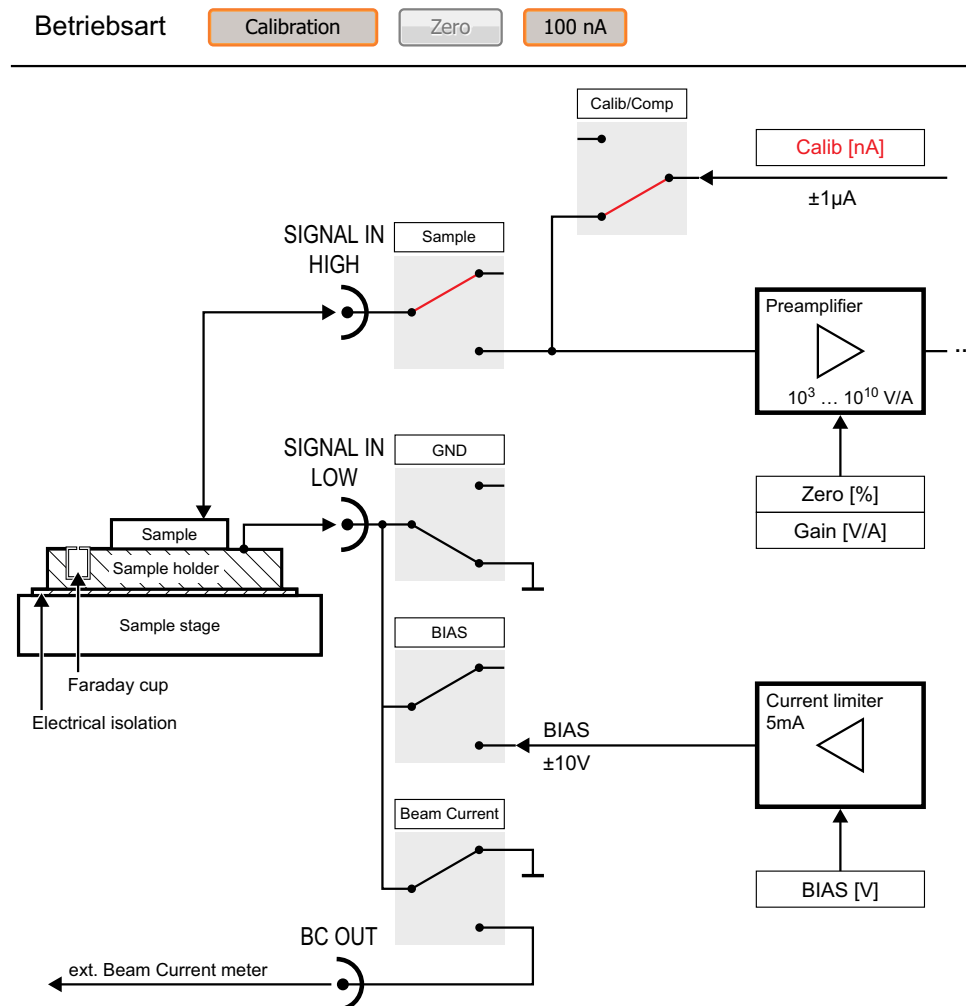 Betriebsart Calibration Zero 100 nA
Calib/Comp
Calib [nA]
±1µA
SIGNAL IN
HIGH
Sample
Preamplifier
10³ … 10¹⁰ V/A
...
SIGNAL IN
LOW
GND
Zero [%]
Gain [V/A]
Sample
Sample holder
Sample stage
Faraday cup
Electrical isolation
BIAS
BIAS
±10V
Current limiter
5mA
Beam Current
BIAS [V]
BC OUT
ext. Beam Current meter